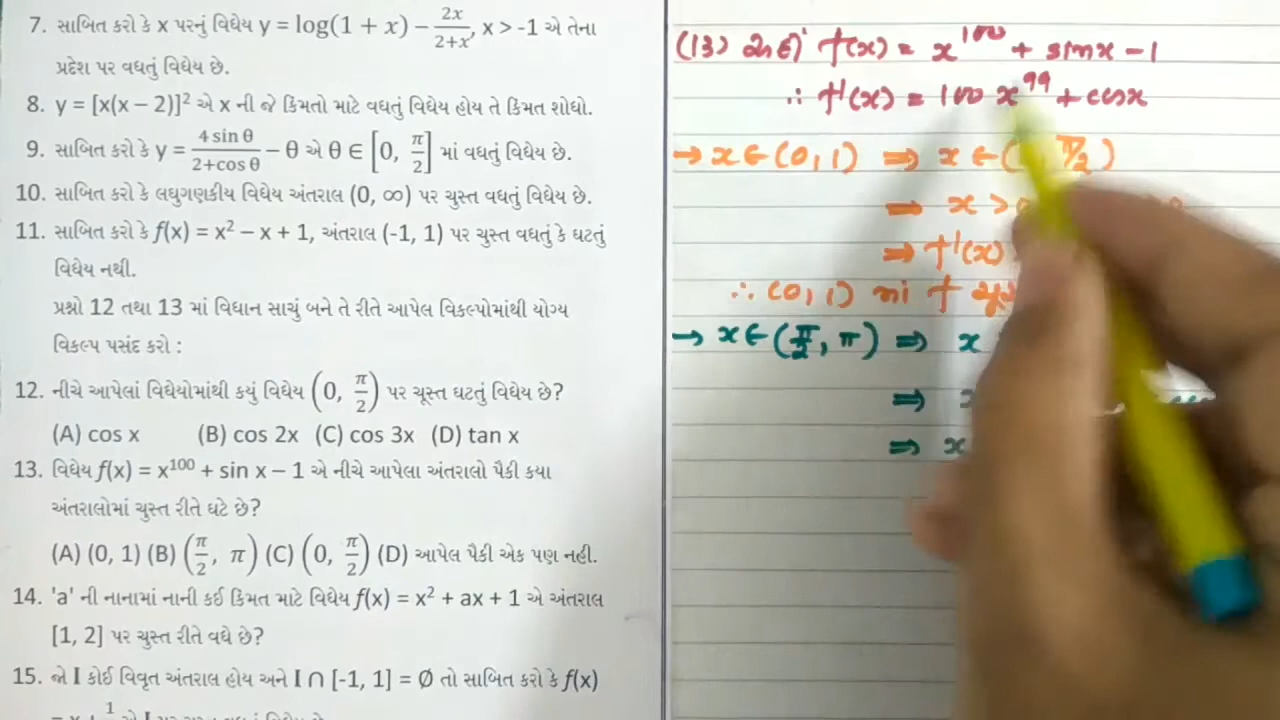 7. સાબિત કરો કે x પરનું વિધેય y = log(1 + x) − 2x/2+x, x > -1 એ તેના
પ્રદેશ પર વધતું વિધેય છે.
8. y = [x(x − 2)]² એ x ની જે કિંમતો માટે વધતું વિધેય હોય તે કિંમત શોધો.
9. સાબિત કરો કે y = 4 sin θ/2+cos θ − θ એ θ ∈ [0, π/2] માં વધતું વિધેય છે.
10. સાબિત કરો કે લઘુગણકીય વિધેય અંતરાલ (0, ∞) પર ચુસ્ત વધતું વિધેય છે.
11. સાબિત કરો કે f(x) = x² − x + 1, અંતરાલ (-1, 1) પર ચુસ્ત વધતું કે ઘટતું
વિધેય નથી.
પ્રશ્નો 12 તથા 13 માં વિધાન સાચું બને તે રીતે આપેલ વિકલ્પોમાંથી યોગ્ય
વિકલ્પ પસંદ કરો :
12. નીચે આપેલાં વિધેયોમાંથી કયું વિધેય (0, π/2) પર ચૂસ્ત ઘટતું વિધેય છે?
(A) cos x (B) cos 2x (C) cos 3x (D) tan x
13. વિધેય f(x) = x¹⁰⁰ + sin x − 1 એ નીચે આપેલા અંતરાલો પૈકી કયા
અંતરાલોમાં ચુસ્ત રીતે ઘટે છે?
(A) (0, 1) (B) (π/2, π) (C) (0, π/2) (D) આપેલ પૈકી એક પણ નહી.
14. 'a' ની નાનામાં નાની કઈ કિંમત માટે વિધેય f(x) = x² + ax + 1 એ અંતરાલ
[1, 2] પર ચુસ્ત રીતે વધે છે?
15. જો I કોઈ વિવૃત અંતરાલ હોય અને I ∩ [-1, 1] = Ø તો સાબિત કરો કે f(x)
(13) અહીં f(x) = x¹⁰⁰ + sinx − 1
∴ f'(x) = 100 x⁹⁹ + cosx
→ x ∈ (0, 1) ⇒ x ∈ ( π/2)
⇒ x >
⇒ f'(x)
∴ (0, 1) માં f
→ x ∈ (π/2, π) ⇒ x
⇒ x
⇒ x